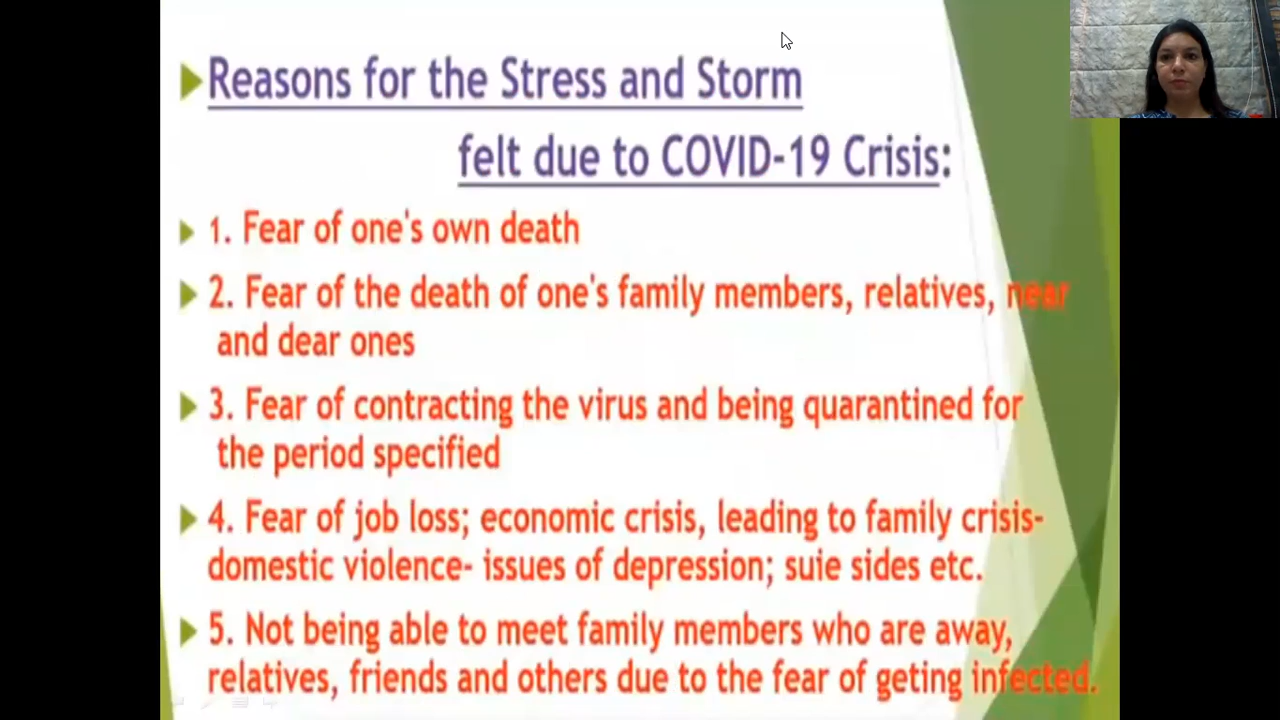 Reasons for the Stress and Storm
felt due to COVID-19 Crisis:
1. Fear of one's own death
2. Fear of the death of one's family members, relatives, near
and dear ones
3. Fear of contracting the virus and being quarantined for
the period specified
4. Fear of job loss; economic crisis, leading to family crisis-
domestic violence- issues of depression; suie sides etc.
5. Not being able to meet family members who are away,
relatives, friends and others due to the fear of geting infected.